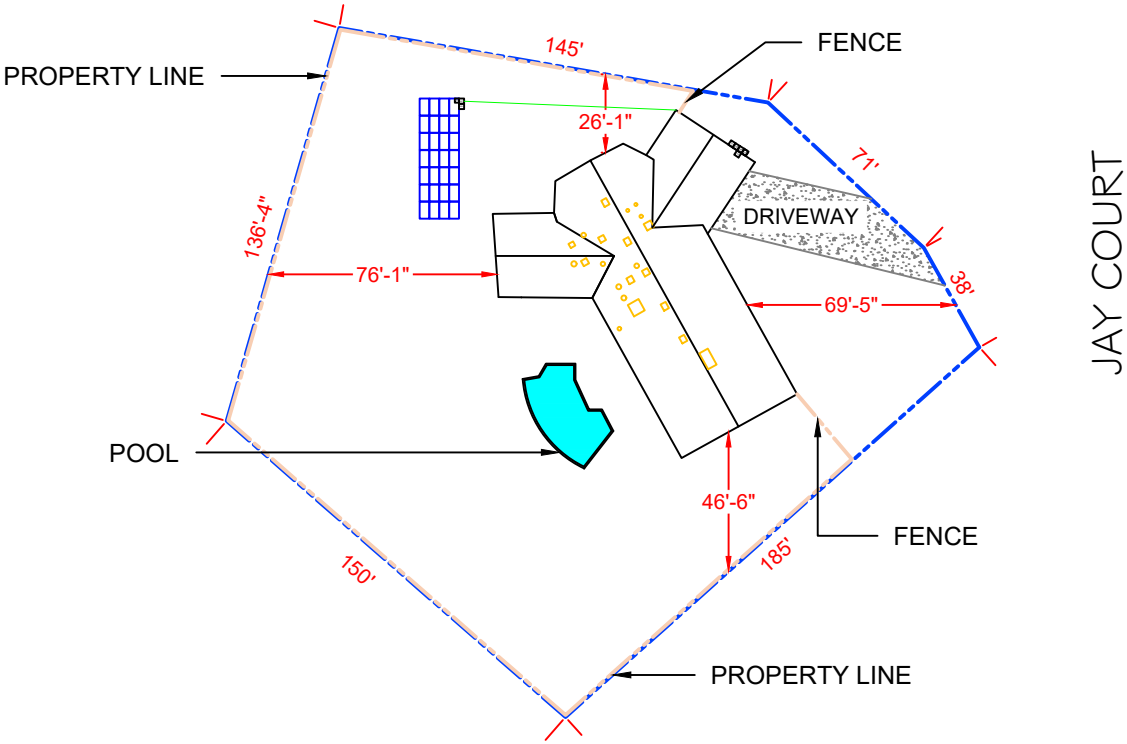 145'
FENCE
PROPERTY LINE
26'-1"
71'
DRIVEWAY
JAY COURT
136'-4"
76'-1"
69'-5"
38'
POOL
46'-6"
FENCE
185'
150'
PROPERTY LINE